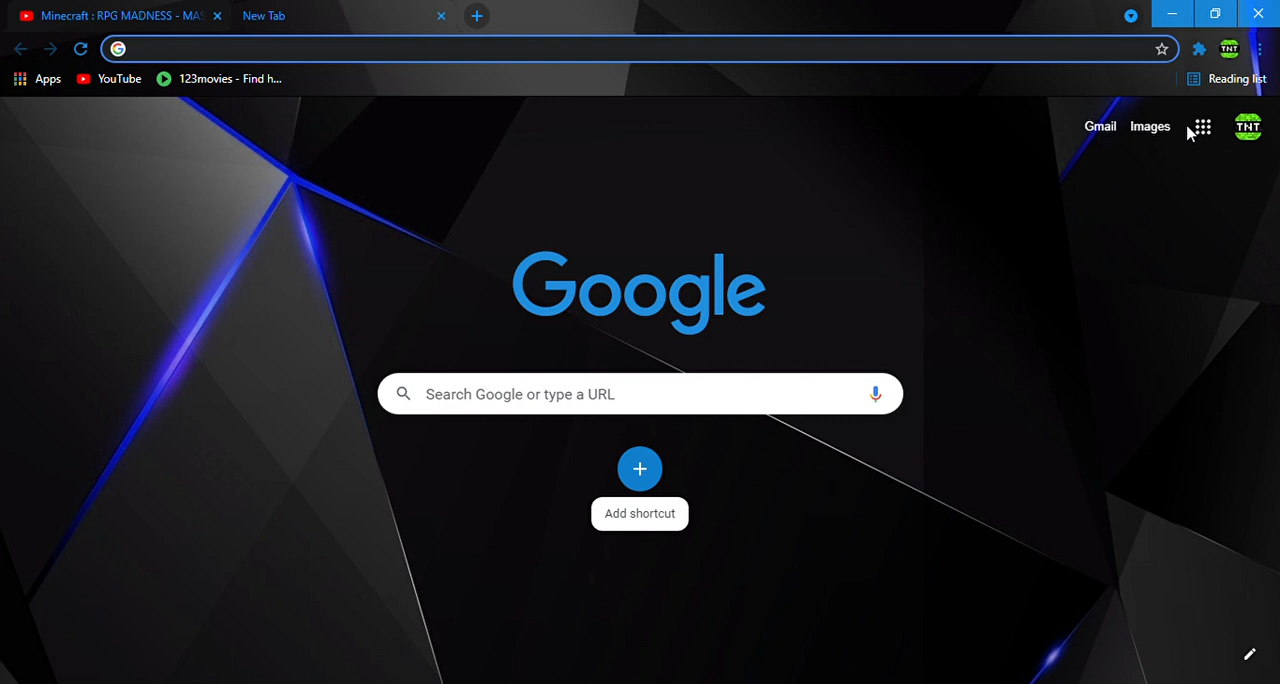 Minecraft : RPG MADNESS - MAS
New Tab
Apps
YouTube
123movies - Find h...
Reading list
TNT
Gmail
Images
TNT
Google
Search Google or type a URL
Add shortcut